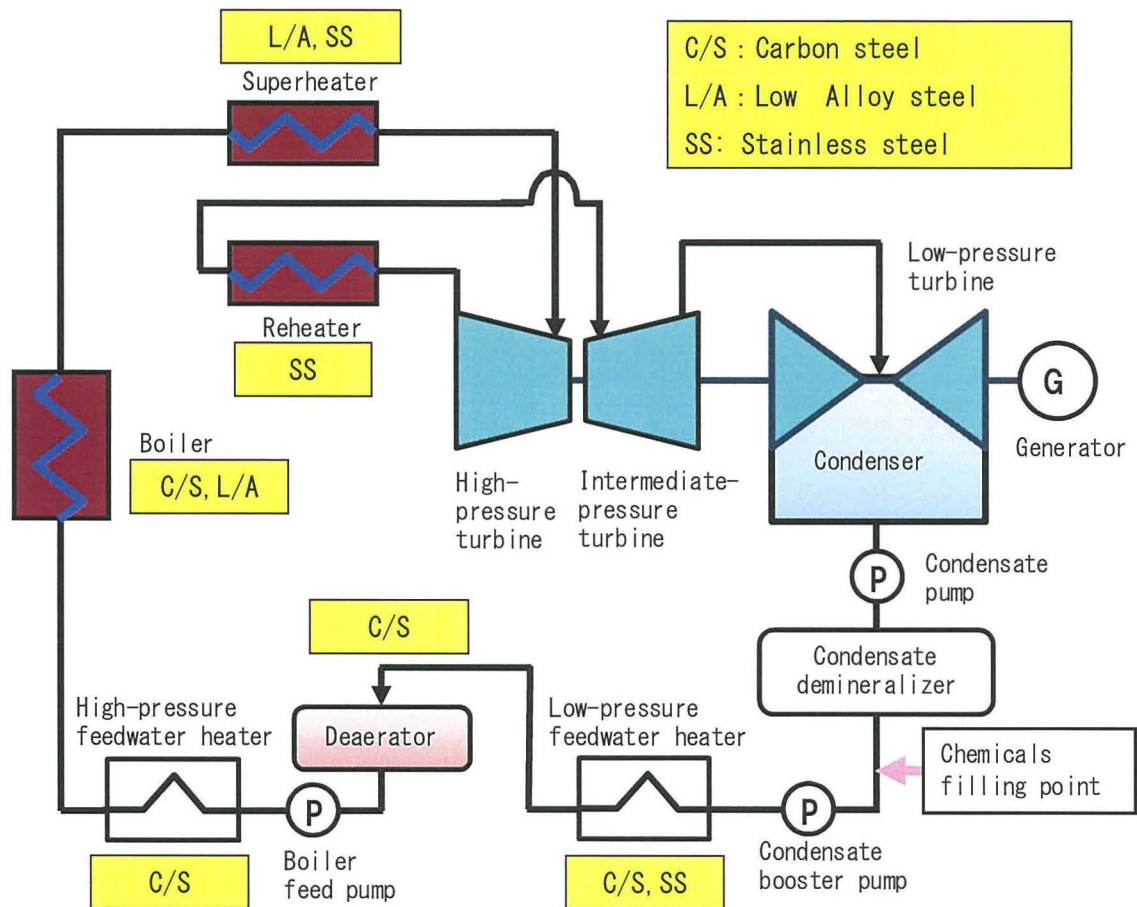 L/A, SS
Superheater
C/S : Carbon steel
L/A : Low Alloy steel
SS: Stainless steel
Low-pressure
turbine
Reheater
SS
G
Generator
Boiler
C/S, L/A
High-
pressure
turbine
Intermediate-
pressure
turbine
Condenser
P
Condensate
pump
C/S
Condensate
demineralizer
High-pressure
feedwater heater
Deaerator
Low-pressure
feedwater heater
Chemicals
filling point
P
P
C/S
Boiler
feed pump
C/S, SS
Condensate
booster pump